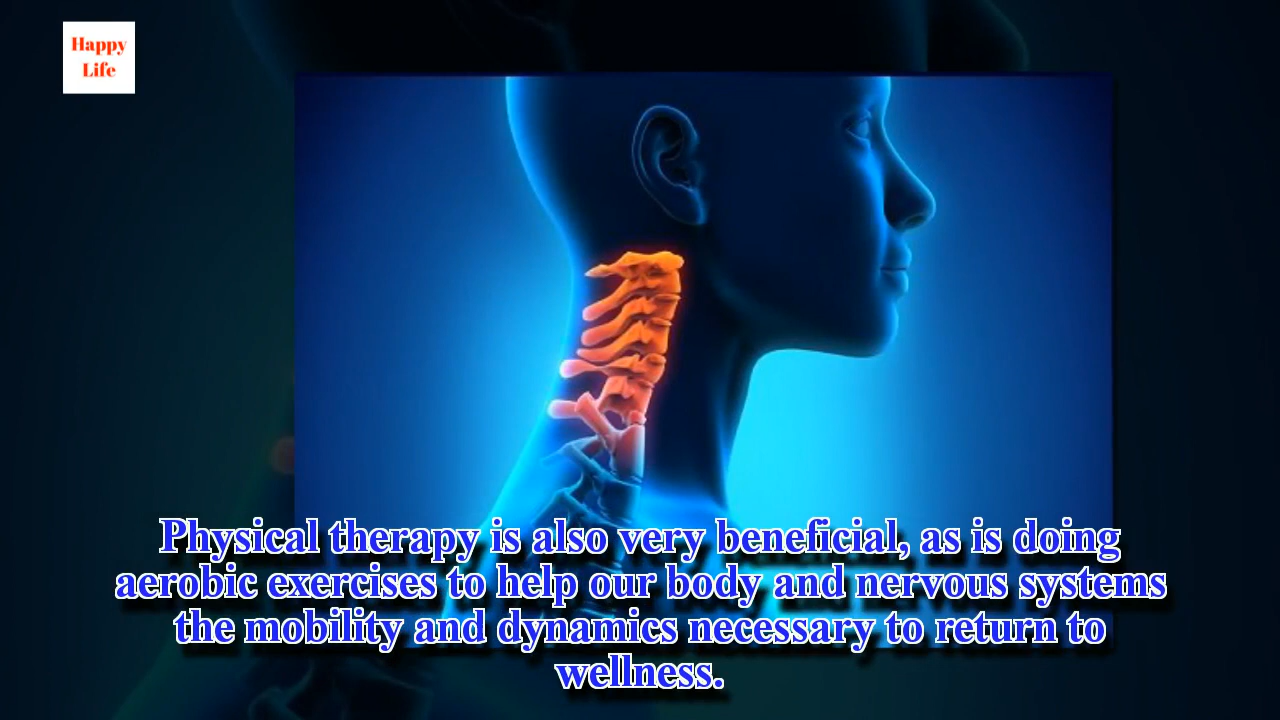 Happy
Life
Physical therapy is also very beneficial, as is doing
aerobic exercises to help our body and nervous systems
the mobility and dynamics necessary to return to
wellness.